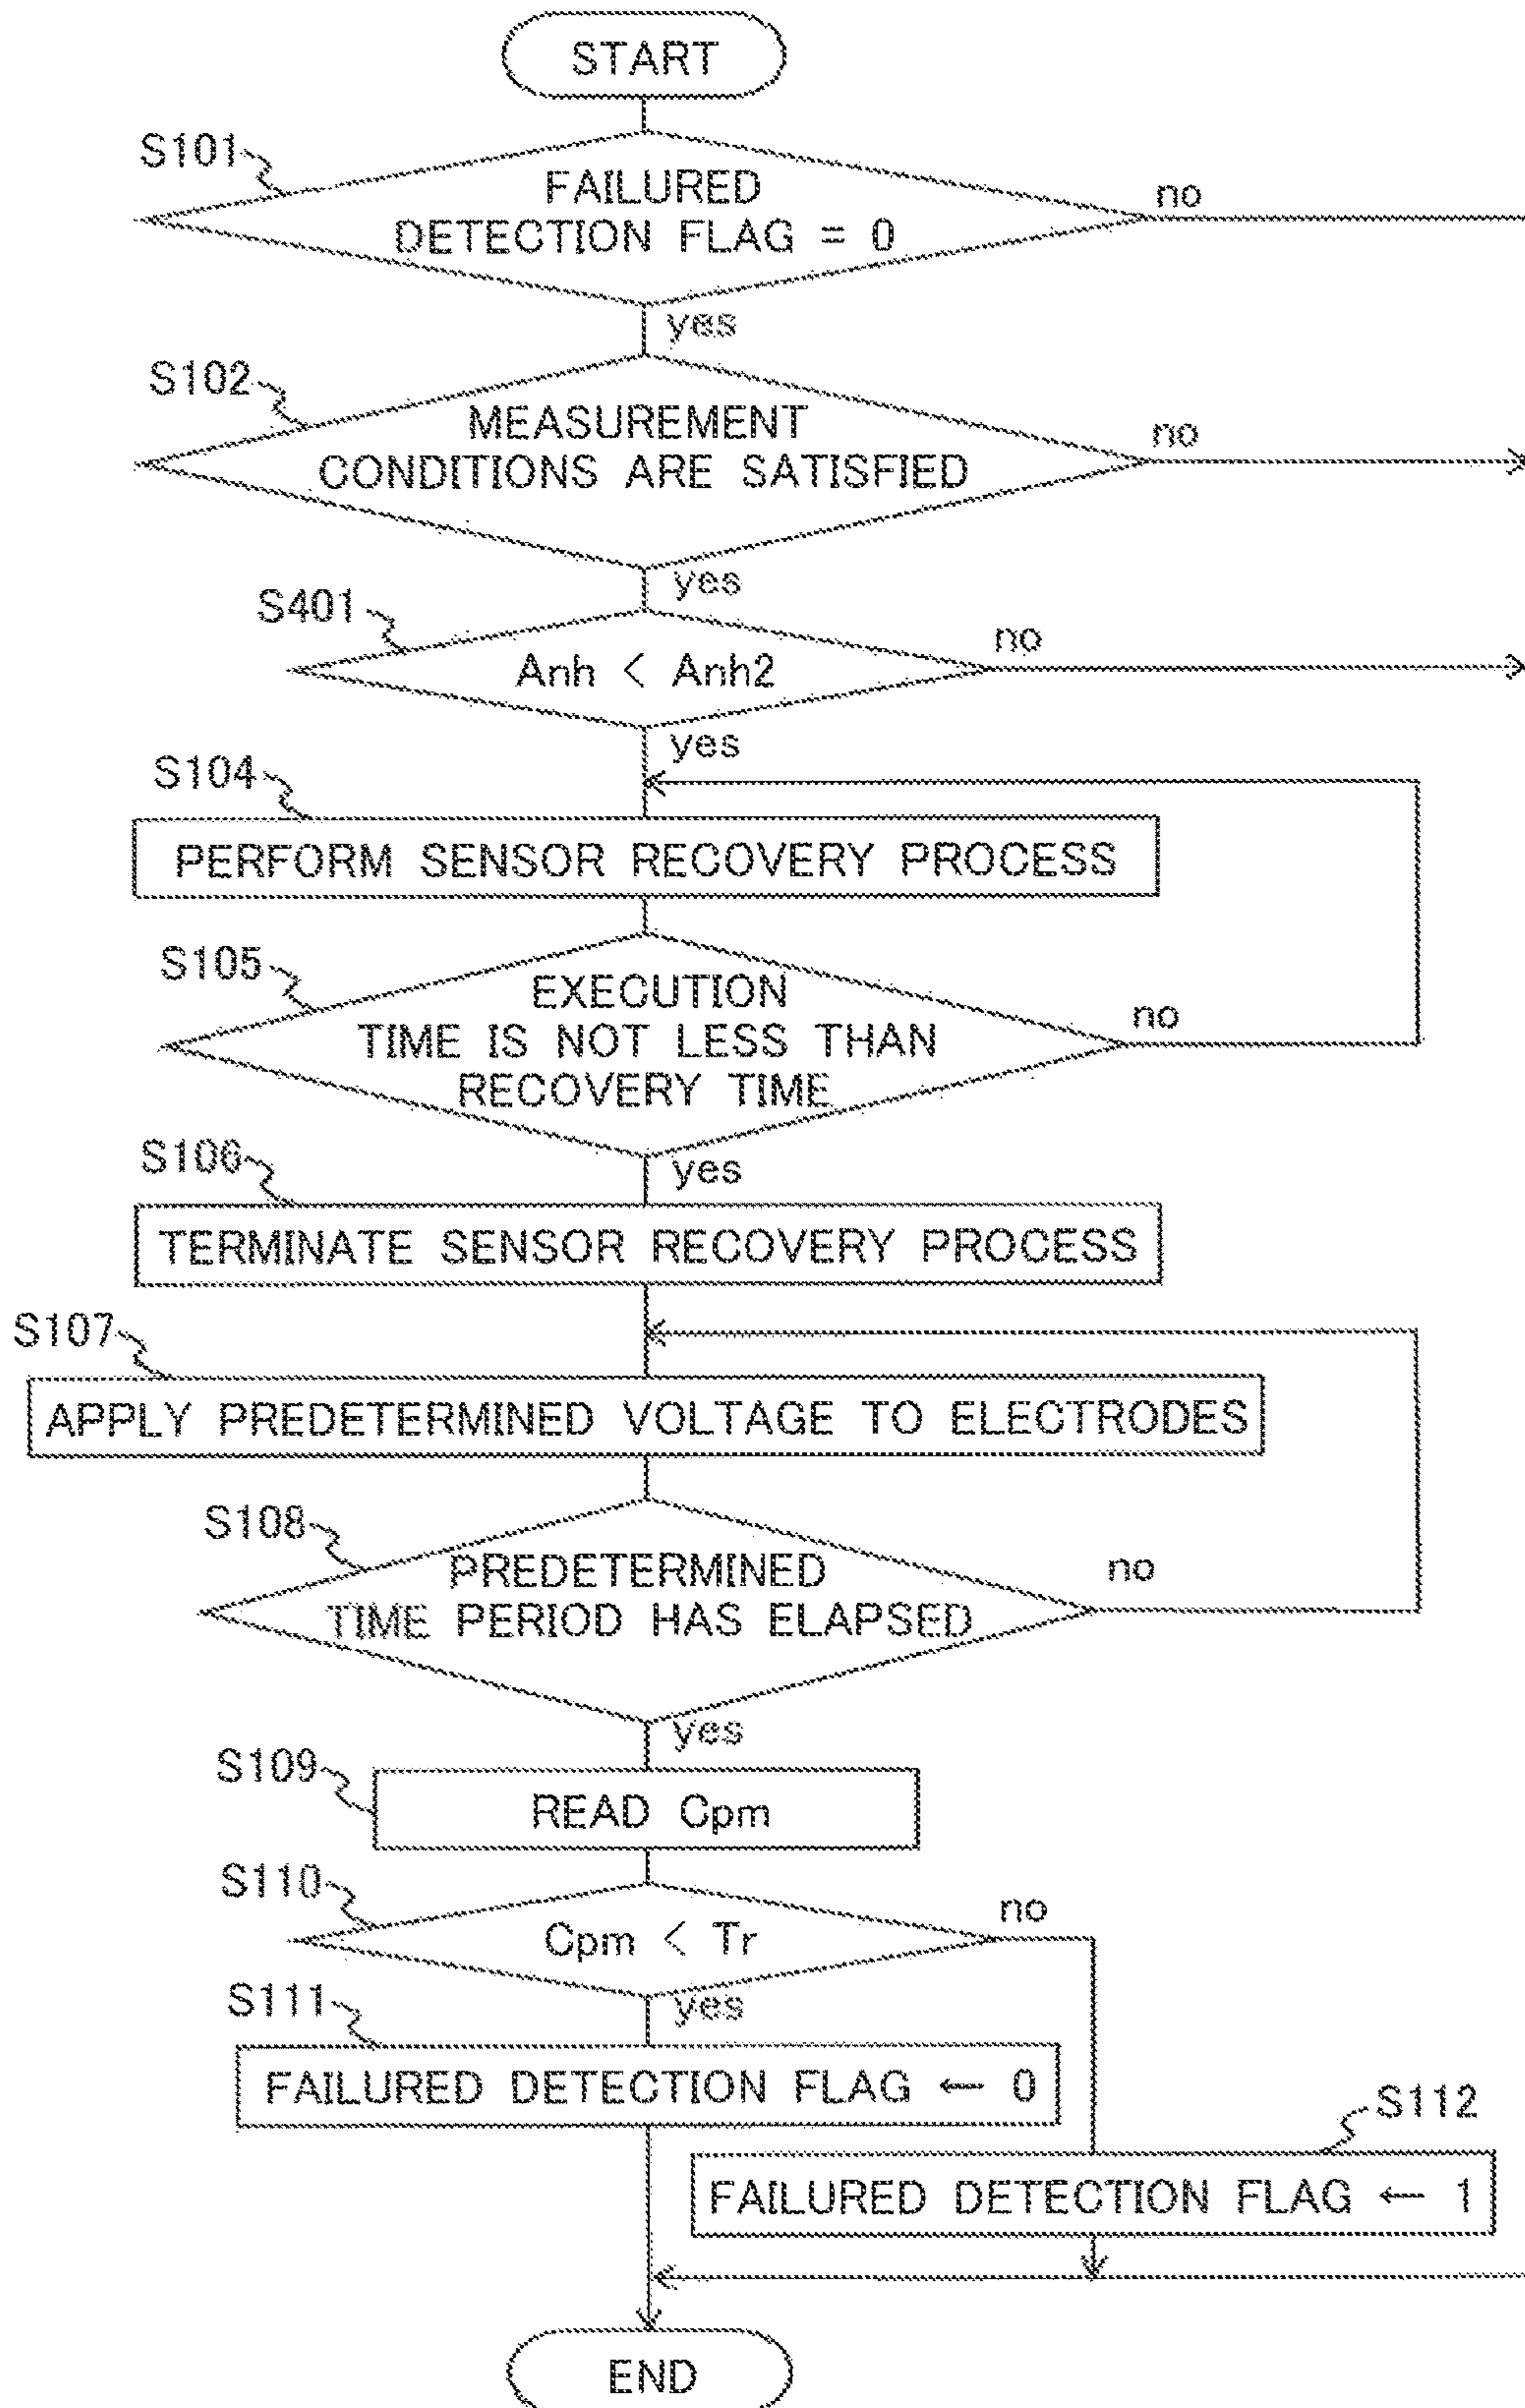 START
S101
FAILURED
DETECTION FLAG = 0
no
yes
S102
MEASUREMENT
CONDITIONS ARE SATISFIED
no
yes
S401
Anh < Anh2
no
yes
S104
PERFORM SENSOR RECOVERY PROCESS
S105
EXECUTION
TIME IS NOT LESS THAN
RECOVERY TIME
no
yes
S106
TERMINATE SENSOR RECOVERY PROCESS
S107
APPLY PREDETERMINED VOLTAGE TO ELECTRODES
S108
PREDETERMINED
TIME PERIOD HAS ELAPSED
no
yes
S109
READ Cpm
S110
Cpm < Tr
no
yes
S111
FAILURED DETECTION FLAG ← 0
S112
FAILURED DETECTION FLAG ← 1
END